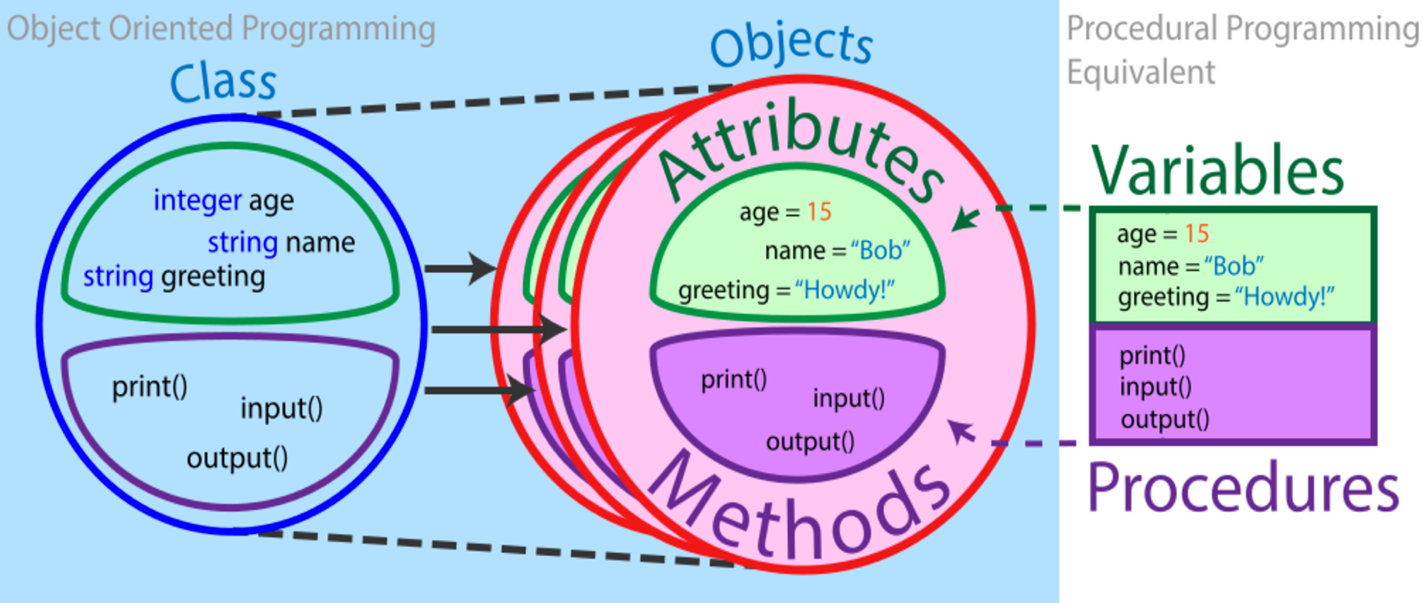 Object Oriented Programming
Class
integer age
string name
string greeting
print()
input()
output()
Objects
Attributes
age = 15
name = “Bob”
greeting = “Howdy!”
print()
input()
output()
Methods
Procedural Programming
Equivalent
Variables
age = 15
name = “Bob”
greeting = “Howdy!”
print()
input()
output()
Procedures